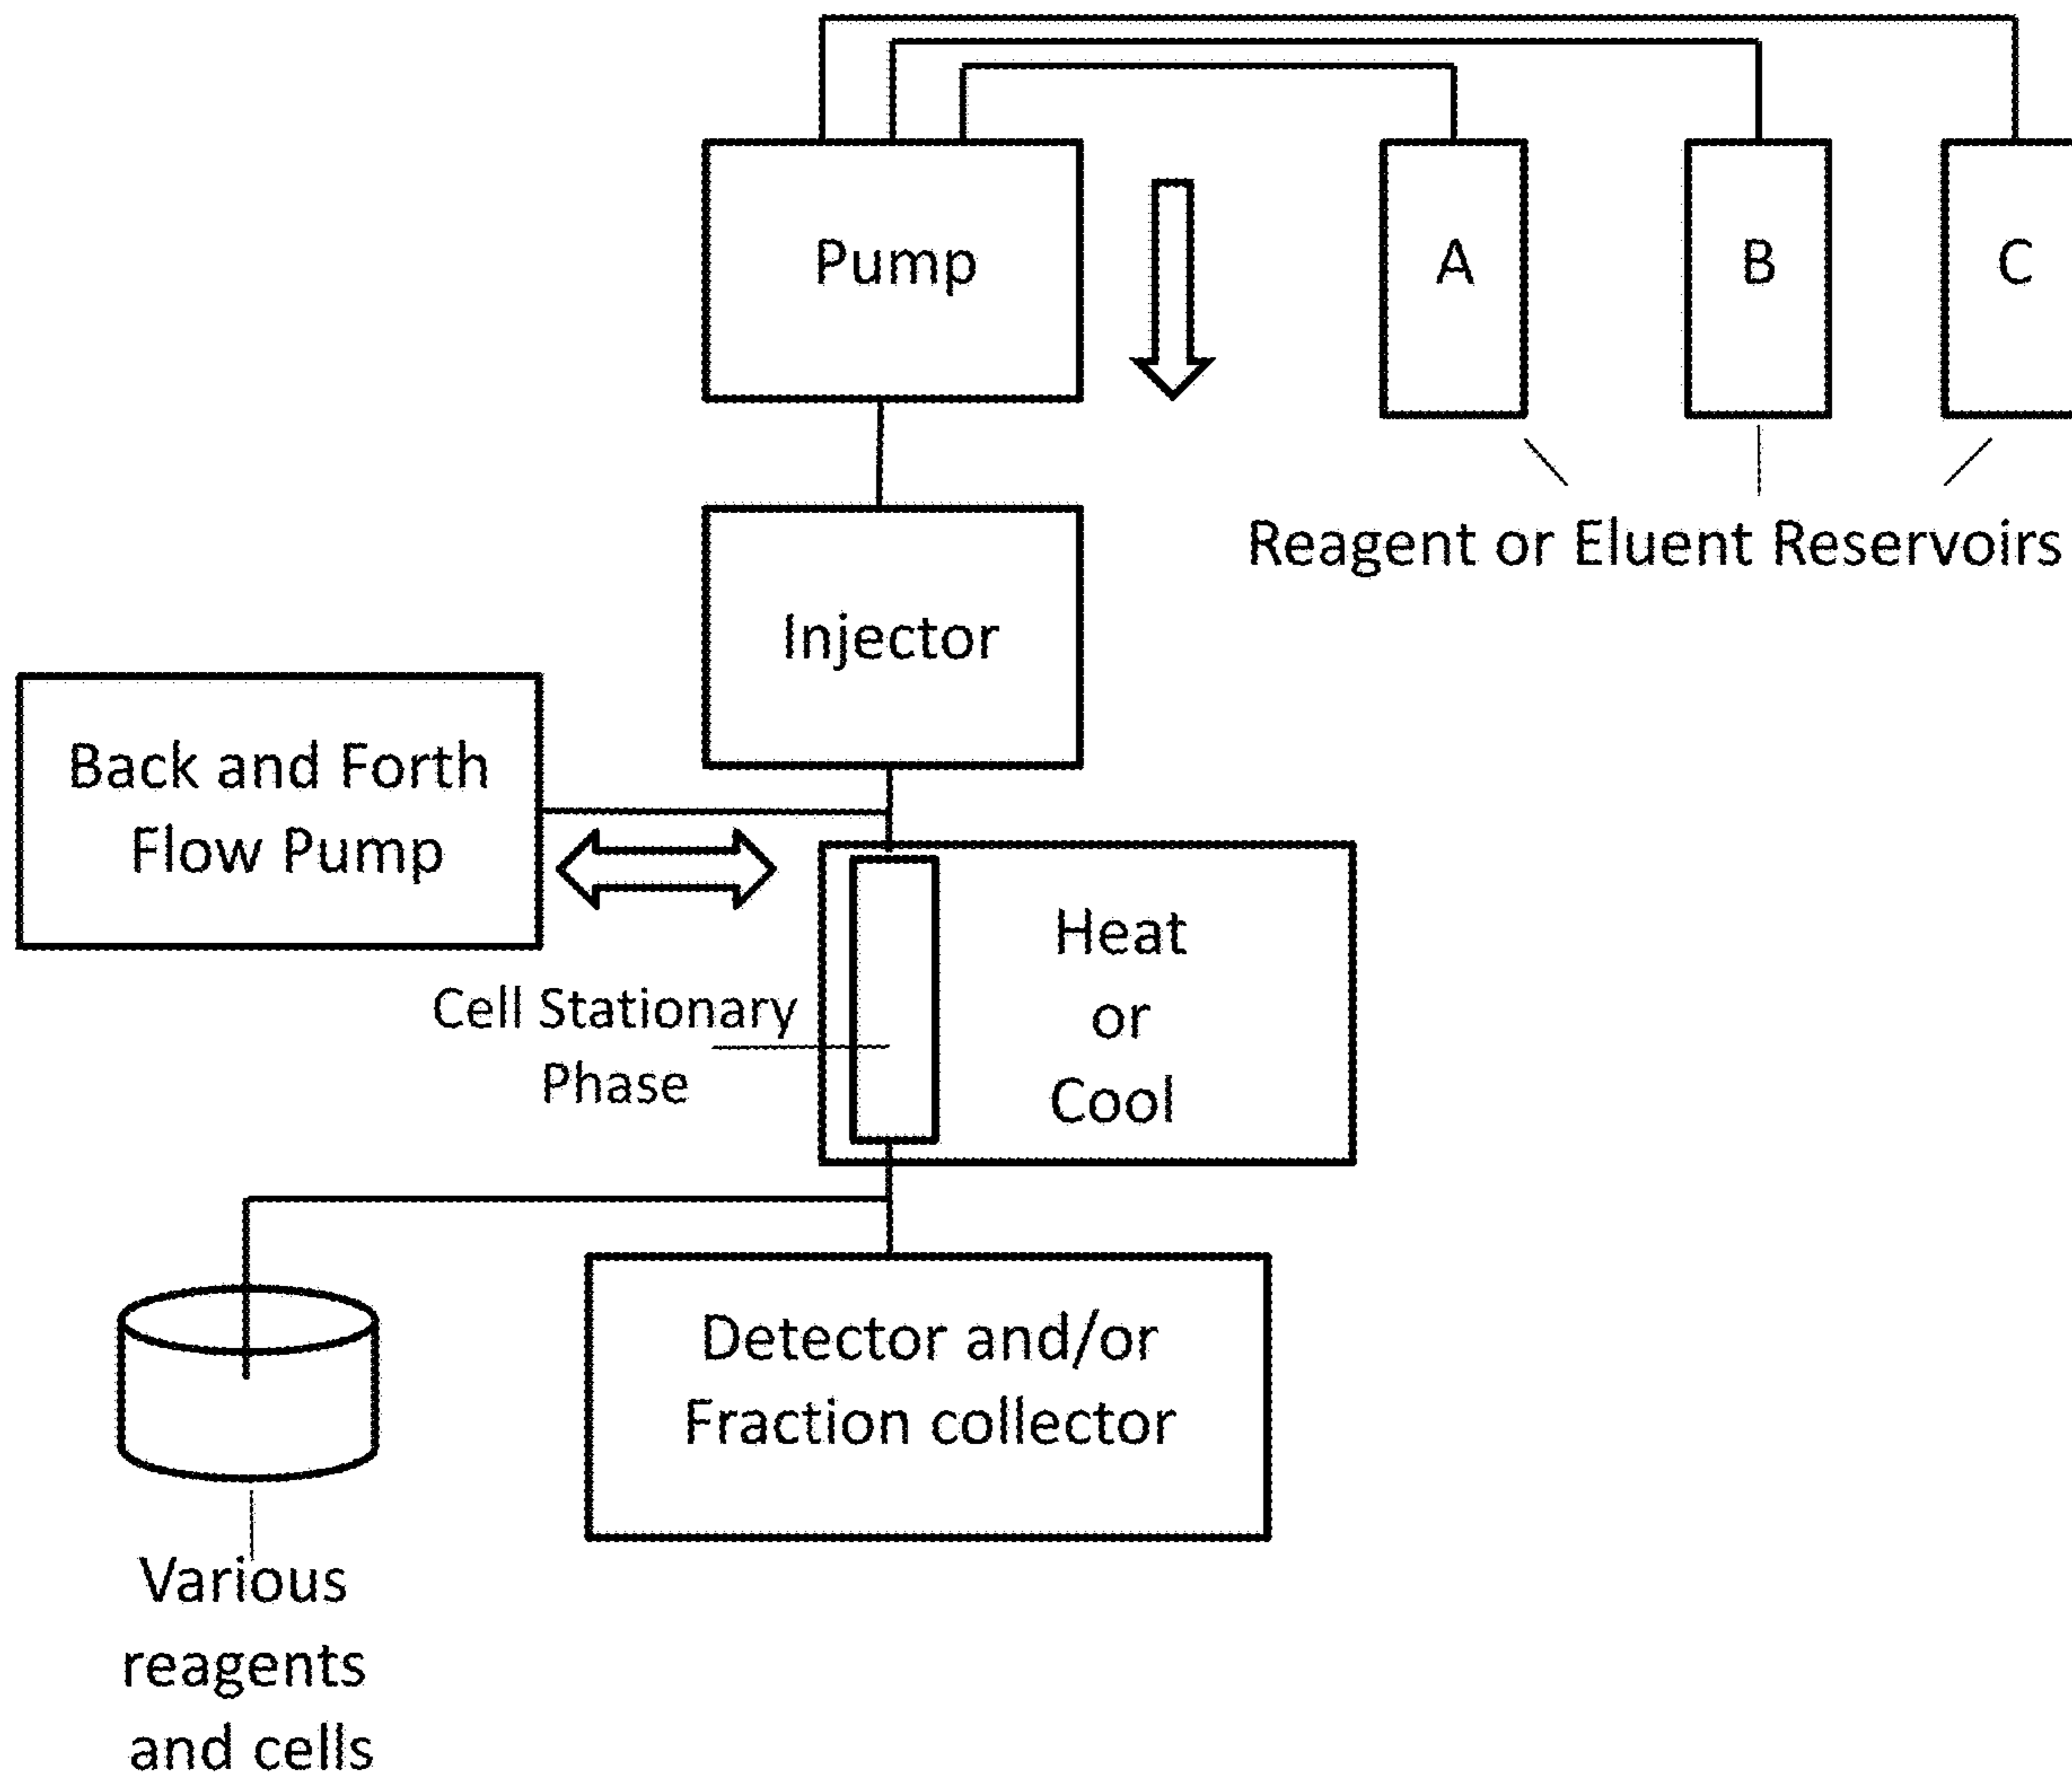 Pump
A
B
C
Reagent or Eluent Reservoirs
Injector
Back and Forth
Flow Pump
Heat
or
Cool
Cell Stationary
Phase
Detector and/or
Fraction collector
Various
reagents
and cells